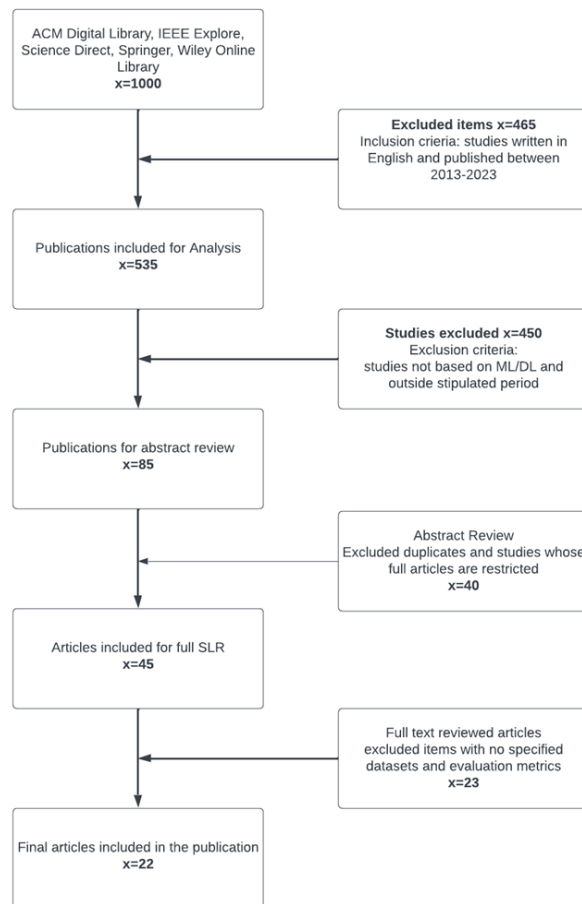 ACM Digital Library, IEEE Explore,
Science Direct, Springer, Wiley Online
Library
x=1000
Excluded items x=465
Inclusion crieria: studies written in
English and published between
2013-2023
Publications included for Analysis
x=535
Studies excluded x=450
Exclusion criteria:
studies not based on ML/DL and
outside stipulated period
Publications for abstract review
x=85
Abstract Review
Excluded duplicates and studies whose
full articles are restricted
x=40
Articles included for full SLR
x=45
Full text reviewed articles
excluded items with no specified
datasets and evaluation metrics
x=23
Final articles included in the publication
x=22